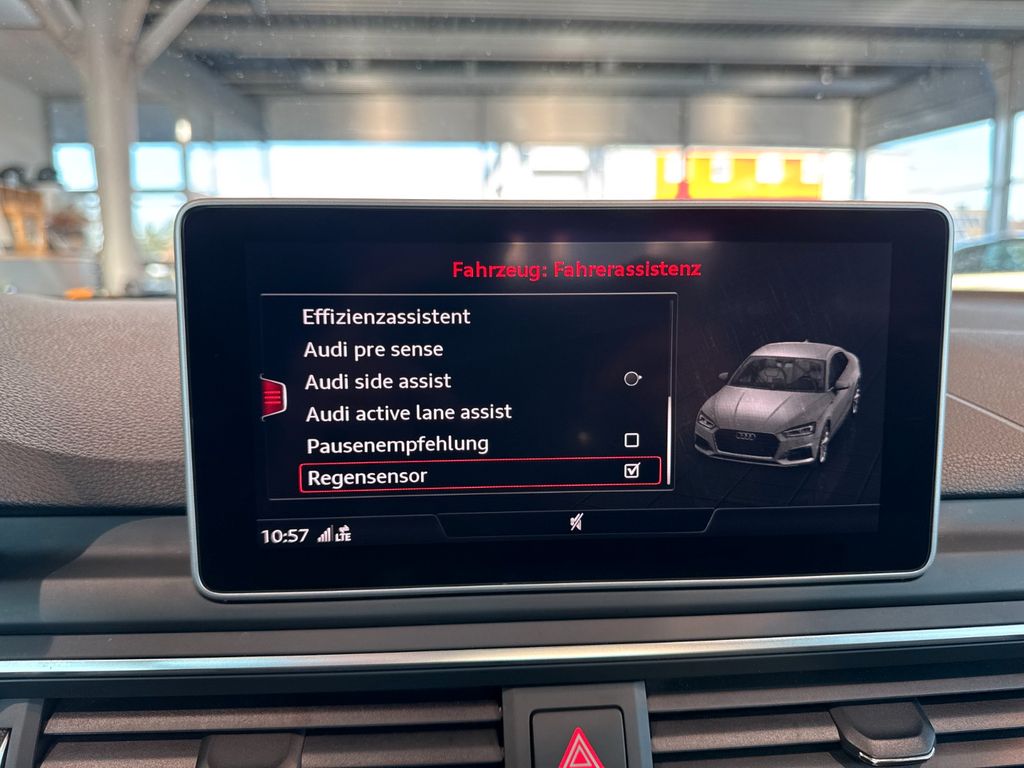 Fahrzeug: Fahrerassistenz
Effizienzassistent
Audi pre sense
Audi side assist
Audi active lane assist
Pausenempfehlung
Regensensor
10:57 LTE